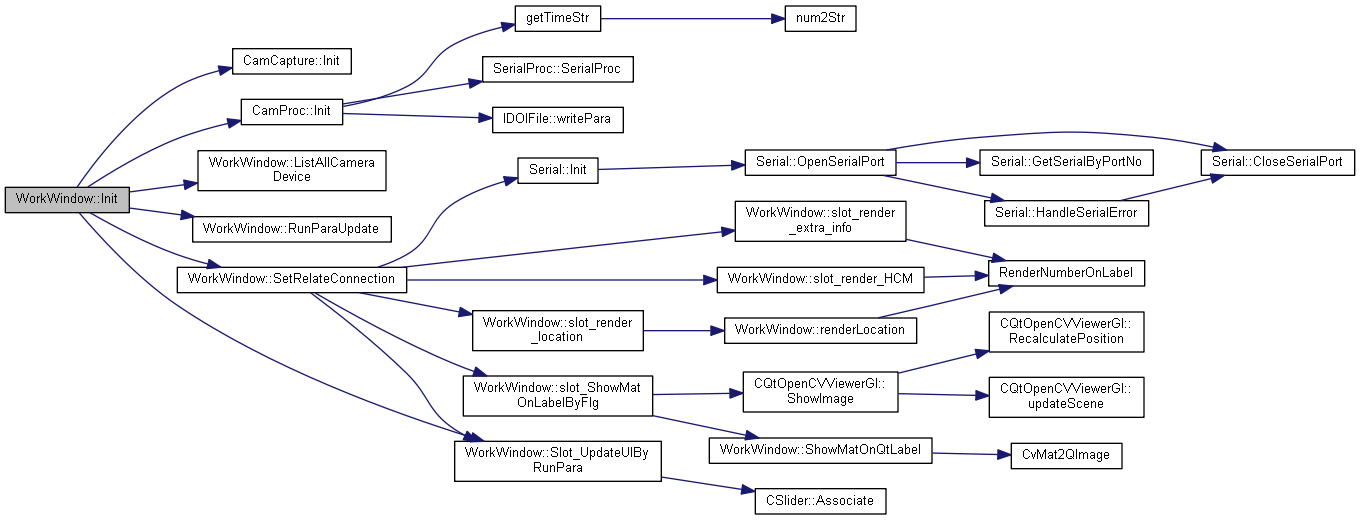 getTimeStr
num2Str
CamCapture::Init
SerialProc::SerialProc
CamProc::Init
IDOIFile::writePara
WorkWindow::ListAllCamera
Device
Serial::Init
Serial::OpenSerialPort
Serial::GetSerialByPortNo
Serial::CloseSerialPort
WorkWindow::Init
WorkWindow::RunParaUpdate
Serial::HandleSerialError
WorkWindow::slot_render
_extra_info
WorkWindow::SetRelateConnection
WorkWindow::slot_render_HCM
RenderNumberOnLabel
WorkWindow::slot_render
_location
WorkWindow::renderLocation
CQtOpenCVViewerGl::
RecalculatePosition
WorkWindow::slot_ShowMat
OnLabelByFlg
CQtOpenCVViewerGl::
ShowImage
CQtOpenCVViewerGl::
updateScene
WorkWindow::Slot_UpdateUIBy
RunPara
WorkWindow::ShowMatOnQtLabel
CvMat2QImage
CSlider::Associate